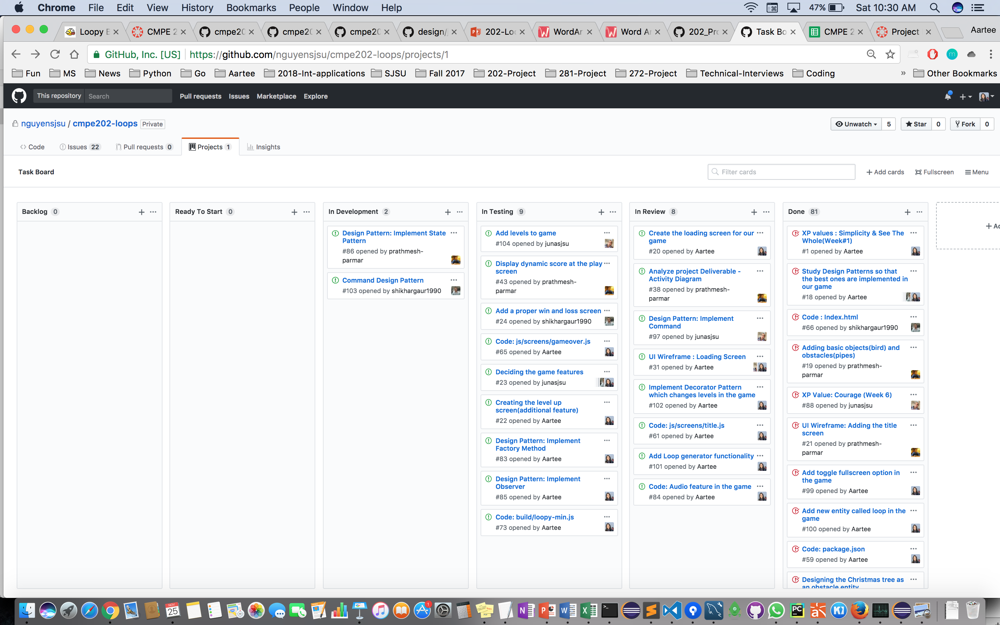 Chrome File Edit View History Bookmarks People Window Help 47% Sat 10:30 AM
Loopy B CMPE 2 cmpe20 cmpe20 cmpe20 design/j 202-Loo WordAr Word Ar 202_Pro Task Bo CMPE 2 Project Aartee
GitHub, Inc. [US] https://github.com/nguyensjsu/cmpe202-loops/projects/1
Fun MS News Python Go Aartee 2018-Int-applications SJSU Fall 2017 202-Project 281-Project 272-Project Technical-Interviews Coding » Other Bookmarks
This repository Search Pull requests Issues Marketplace Explore
nguyensjsu / cmpe202-loops Private
Unwatch 5 Star 0 Fork 0
Code Issues 22 Pull requests 0 Projects 1 Insights
Task Board
Filter cards + Add cards Fullscreen Menu
Backlog 0
Ready To Start 0
In Development 2
Design Pattern: Implement State
Pattern
#86 opened by prathmesh-
parmar
Command Design Pattern
#103 opened by shikhargaur1990
In Testing 9
Add levels to game
#104 opened by junasjsu
Display dynamic score at the play
screen
#43 opened by prathmesh-
parmar
Add a proper win and loss screen
#24 opened by shikhargaur1990
Code: js/screens/gameover.js
#65 opened by Aartee
Deciding the game features
#23 opened by junasjsu
Creating the level up
screen(additional feature)
#22 opened by Aartee
Design Pattern: Implement
Factory Method
#83 opened by Aartee
Design Pattern: Implement
Observer
#85 opened by Aartee
Code: build/loopy-min.js
#73 opened by Aartee
In Review 8
Create the loading screen for our
game
#20 opened by Aartee
Analyze project Deliverable -
Activity Diagram
#38 opened by prathmesh-
parmar
Design Pattern: Implement
Command
#97 opened by junasjsu
UI Wireframe : Loading Screen
#31 opened by Aartee
Implement Decorator Pattern
which changes levels in the game
#102 opened by Aartee
Code: js/screens/title.js
#61 opened by Aartee
Add Loop generator functionality
#101 opened by Aartee
Code: Audio feature in the game
#84 opened by Aartee
Done 81
XP values : Simplicity & See The
Whole(Week#1)
#1 opened by Aartee
Study Design Patterns so that
the best ones are implemented in
our game
#18 opened by Aartee
Code : Index.html
#66 opened by shikhargaur1990
Adding basic objects(bird) and
obstacles(pipes)
#19 opened by prathmesh-
parmar
XP Value: Courage (Week 6)
#88 opened by junasjsu
UI Wireframe: Adding the title
screen
#21 opened by prathmesh-
parmar
Add toggle fullscreen option in
the game
#99 opened by Aartee
Add new entity called loop in the
game
#100 opened by Aartee
Code: package.json
#59 opened by Aartee
Designing the Christmas tree as
an obstacle entity
+ Ad
NOV
25